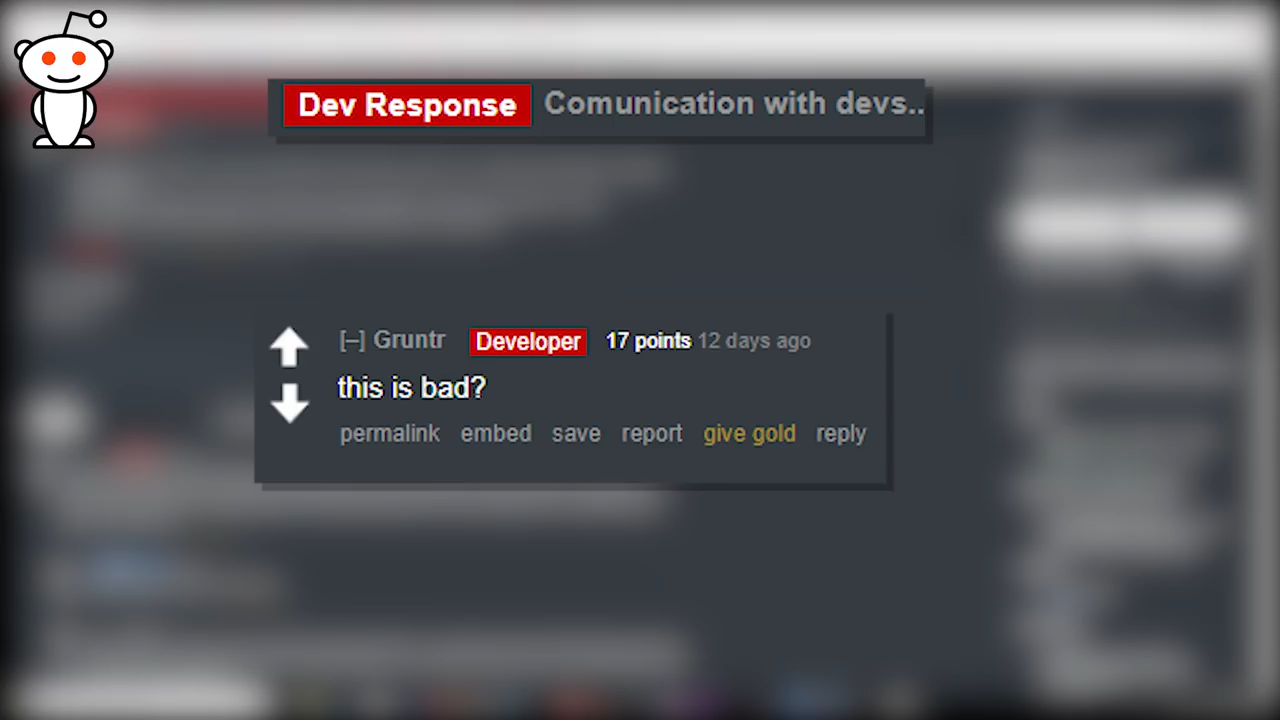 Dev Response Comunication with devs..
[–] Gruntr Developer 17 points 12 days ago
this is bad?
permalink embed save report give gold reply